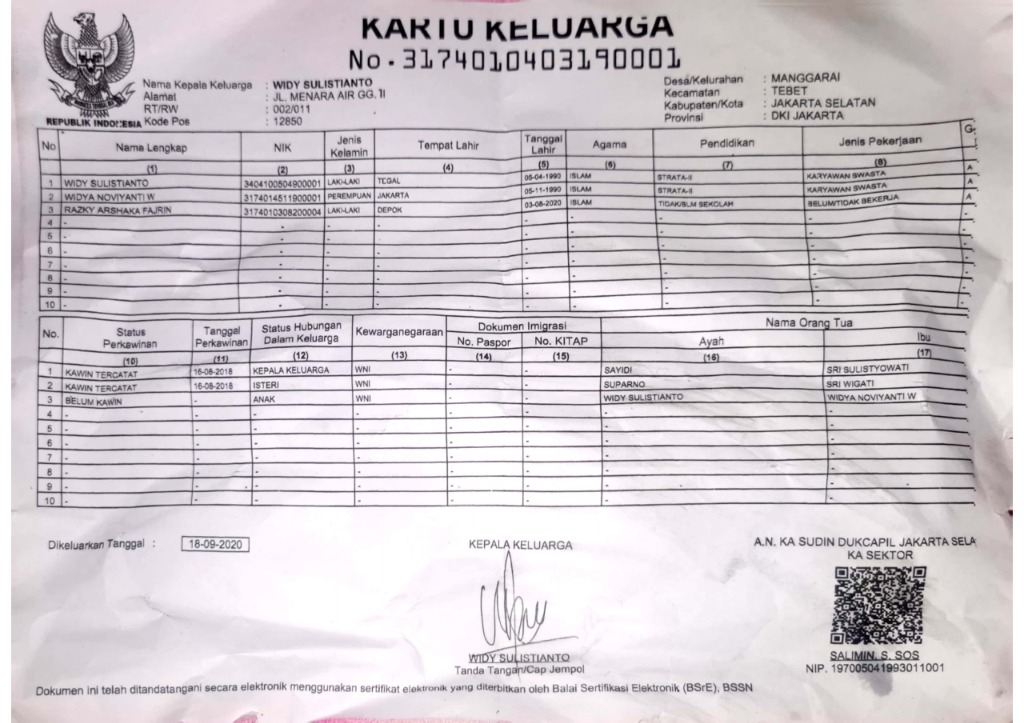 KARTU KELUARGA
No. 3174010403190001
Nama Kepala Keluarga : WIDY SULISTIANTO
Alamat : JL. MENARA AIR GG. II
RT/RW : 002/011
REPUBLIK INDONESIA Kode Pos : 12850
Desa/Kelurahan : MANGGARAI
Kecamatan : TEBET
Kabupaten/Kota : JAKARTA SELATAN
Provinsi : DKI JAKARTA
No Nama Lengkap NIK Jenis Kelamin Tempat Lahir Tanggal Lahir Agama Pendidikan Jenis Pekerjaan G
(1) (2) (3) (4) (5) (6) (7) (8)
1 WIDY SULISTIANTO 3404100504900001 LAKI-LAKI TEGAL 05-04-1990 ISLAM STRATA-II KARYAWAN SWASTA A
2 WIDYA NOVIYANTI W 3174014511900001 PEREMPUAN JAKARTA 05-11-1990 ISLAM STRATA-II KARYAWAN SWASTA A
3 RAZKY ARSHAKA FAJRIN 3174010308200004 LAKI-LAKI DEPOK 03-08-2020 ISLAM TIDAK/BLM SEKOLAH BELUM/TIDAK BEKERJA A
4 - - - - - - - -
5 - - - - - - - -
6 - - - - - - - -
7 - - - - - - - -
8 - - - - - - - -
9 - - - - - - - -
10 - - - - - - - -
No. Status Perkawinan Tanggal Perkawinan Status Hubungan Dalam Keluarga Kewarganegaraan Dokumen Imigrasi Nama Orang Tua
No. Paspor No. KITAP Ayah Ibu
(10) (11) (12) (13) (14) (15) (16) (17)
1 KAWIN TERCATAT 16-08-2018 KEPALA KELUARGA WNI - - SAYIDI SRI SULISTYOWATI
2 KAWIN TERCATAT 16-08-2018 ISTERI WNI - - SUPARNO SRI WIGATI
3 BELUM KAWIN - ANAK WNI - - WIDY SULISTIANTO WIDYA NOVIYANTI W
4 - - - - - - - -
5 - - - - - - - -
6 - - - - - - - -
7 - - - - - - - -
8 - - - - - - - -
9 - - - - - - - -
10 - - - - - - - -
Dikeluarkan Tanggal : 18-09-2020
KEPALA KELUARGA
WIDY SULISTIANTO
Tanda Tangan/Cap Jempol
A.N. KA SUDIN DUKCAPIL JAKARTA SELA
KA SEKTOR
SALIMIN, S. SOS
NIP. 197005041993011001
Dokumen ini telah ditandatangani secara elektronik menggunakan sertifikat elektronik yang diterbitkan oleh Balai Sertifikasi Elektronik (BSrE), BSSN